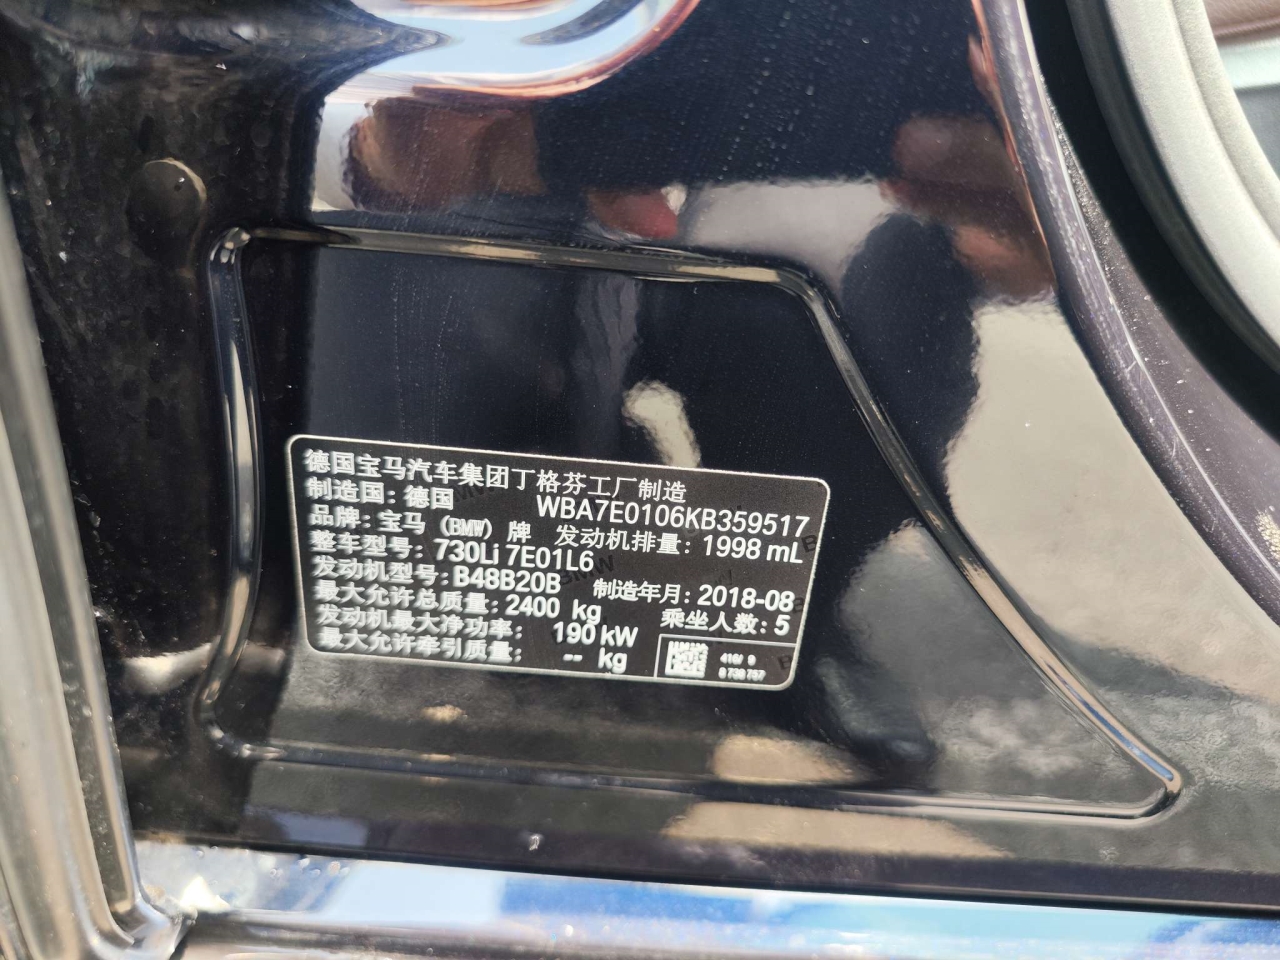 德国宝马汽车集团丁格芬工厂制造
制造国：德国 WBA7E0106KB359517
品牌：宝马（BMW）牌 发动机排量：1998 mL
整车型号：730Li 7E01L6
发动机型号：B48B20B 制造年月：2018-08
最大允许总质量：2400 kg 乘坐人数：5
发动机最大净功率： 190 kW
最大允许牵引质量： -- kg
416/ 9
8738757